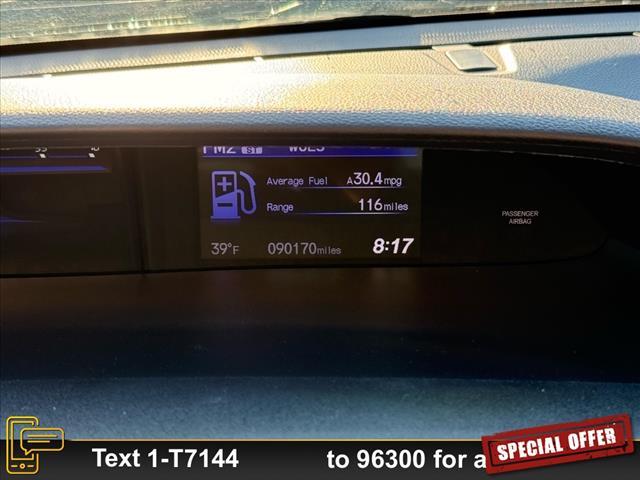 FM2 ST WUES
Average Fuel A30.4mpg
Range 116miles
39°F 090170miles 8:17
PASSENGER
AIRBAG
Text 1-T7144 to 96300 for a
SPECIAL OFFER